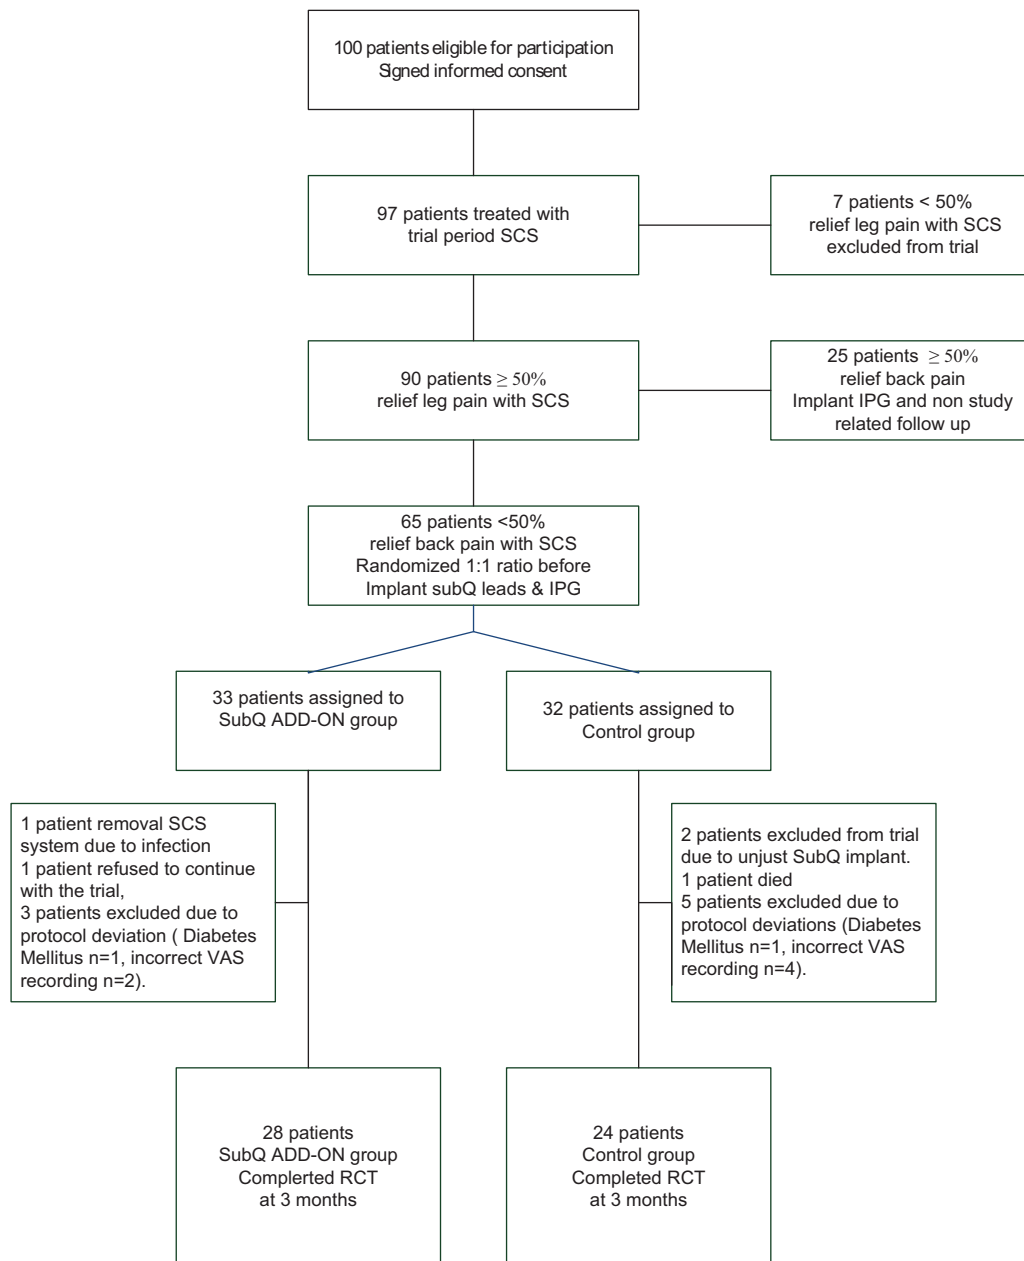 100 patients eligible for participation
Signed informed consent
97 patients treated with
trial period SCS
7 patients < 50%
relief leg pain with SCS
excluded from trial
90 patients ≥ 50%
relief leg pain with SCS
25 patients ≥ 50%
relief back pain
Implant IPG and non study
related follow up
65 patients <50%
relief back pain with SCS
Randomized 1:1 ratio before
Implant subQ leads & IPG
33 patients assigned to
SubQ ADD-ON group
32 patients assigned to
Control group
1 patient removal SCS
system due to infection
1 patient refused to continue
with the trial,
3 patients excluded due to
protocol deviation ( Diabetes
Mellitus n=1, incorrect VAS
recording n=2).
2 patients excluded from trial
due to unjust SubQ implant.
1 patient died
5 patients excluded due to
protocol deviations (Diabetes
Mellitus n=1, incorrect VAS
recording n=4).
28 patients
SubQ ADD-ON group
Complerted RCT
at 3 months
24 patients
Control group
Completed RCT
at 3 months